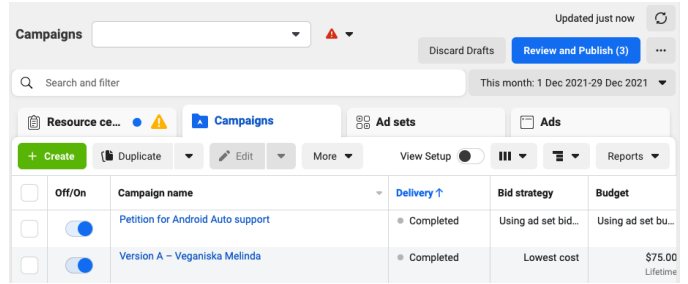 Updated just now
Campaigns
Discard Drafts
Review and Publish (3)
Search and filter
This month: 1 Dec 2021-29 Dec 2021
Resource ce...
Campaigns
Ad sets
Ads
+ Create
Duplicate
Edit
More
View Setup
Reports
Off/On
Campaign name
Delivery ↑
Bid strategy
Budget
Petition for Android Auto support
Completed
Using ad set bid...
Using ad set bu...
Version A – Veganiska Melinda
Completed
Lowest cost
$75.00
Lifetime